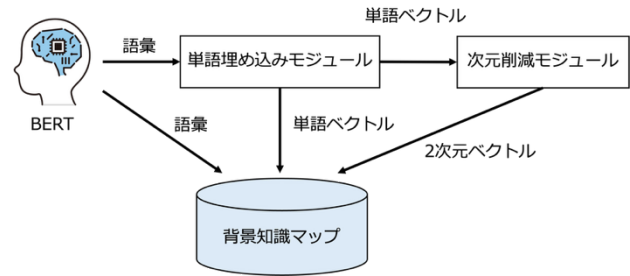 単語ベクトル
語彙
単語埋め込みモジュール
次元削減モジュール
BERT
語彙
単語ベクトル
2次元ベクトル
背景知識マップ